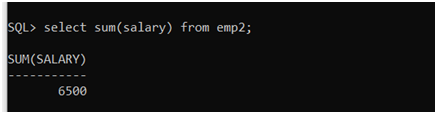 SQL> select sum(salary) from emp2;
SUM(SALARY)
-----------
6500